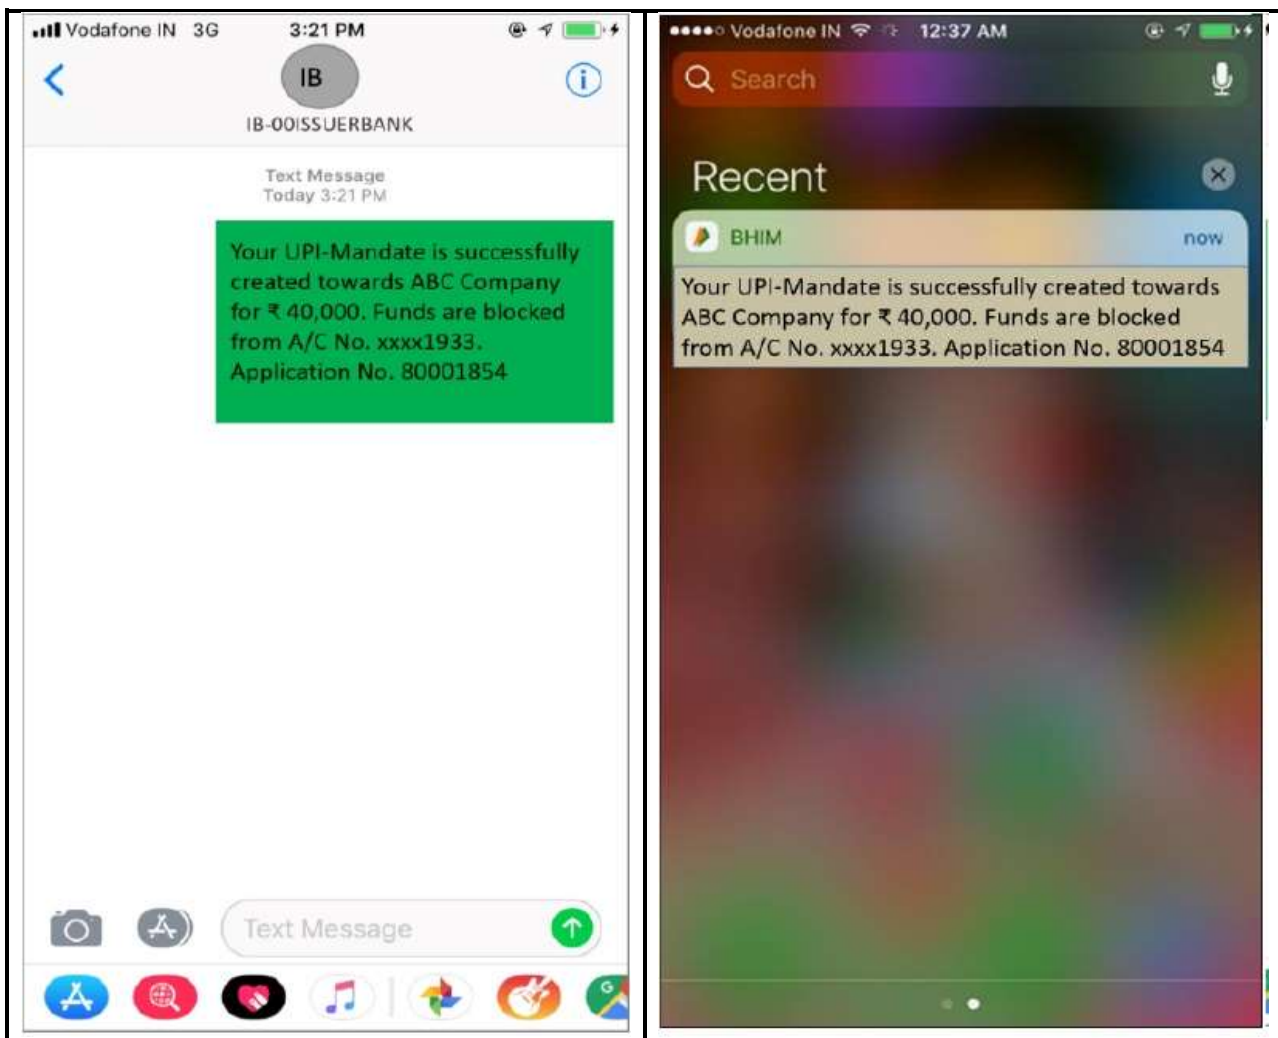 Vodafone IN 3G 3:21 PM
IB
IB-00ISSUERBANK
Text Message
Today 3:21 PM
Your UPI-Mandate is successfully
created towards ABC Company
for ₹ 40,000. Funds are blocked
from A/C No. xxxx1933.
Application No. 80001854
Text Message
Vodafone IN 12:37 AM
Search
Recent
BHIM now
Your UPI-Mandate is successfully created towards
ABC Company for ₹ 40,000. Funds are blocked
from A/C No. xxxx1933. Application No. 80001854